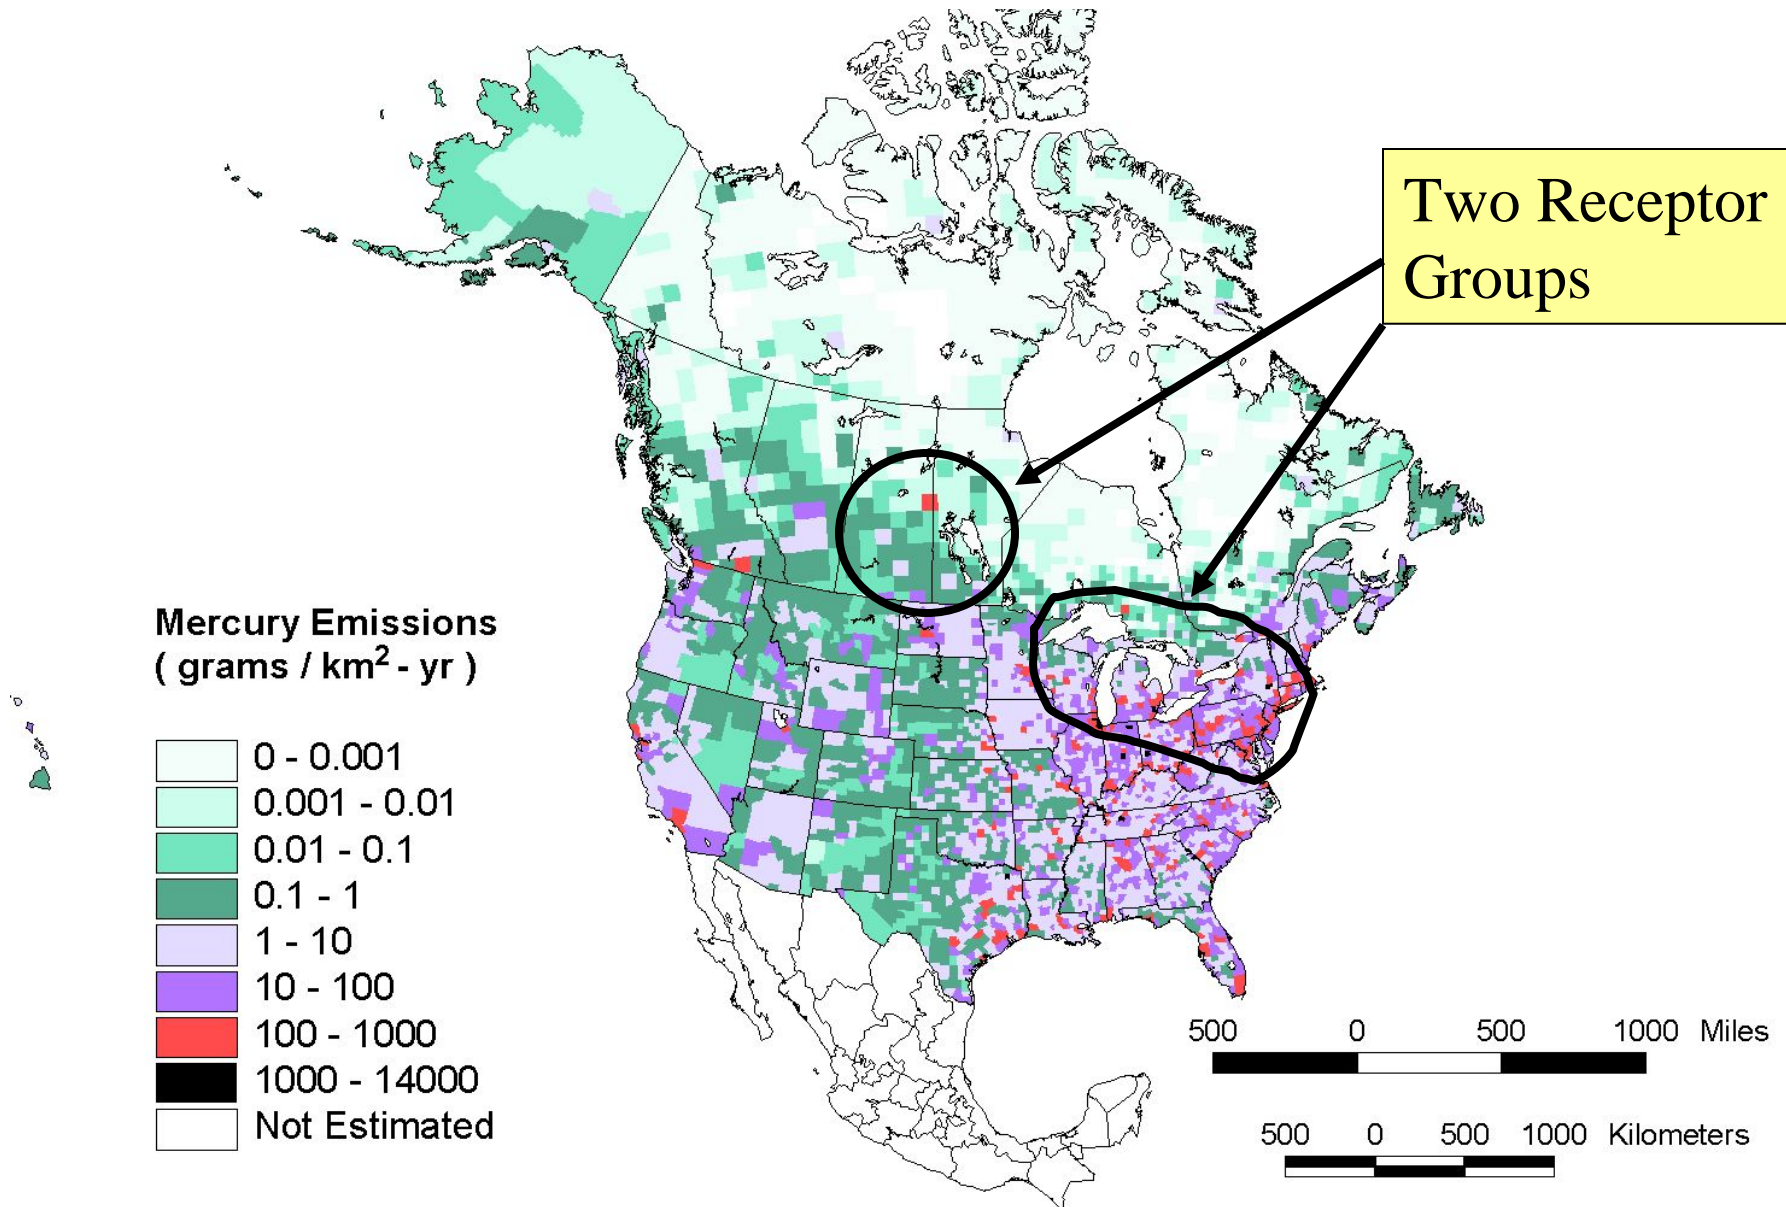 Two Receptor
Groups
Mercury Emissions
( grams / km² - yr )
0 - 0.001
0.001 - 0.01
0.01 - 0.1
0.1 - 1
1 - 10
10 - 100
100 - 1000
1000 - 14000
Not Estimated
500 0 500 1000 Miles
500 0 500 1000 Kilometers